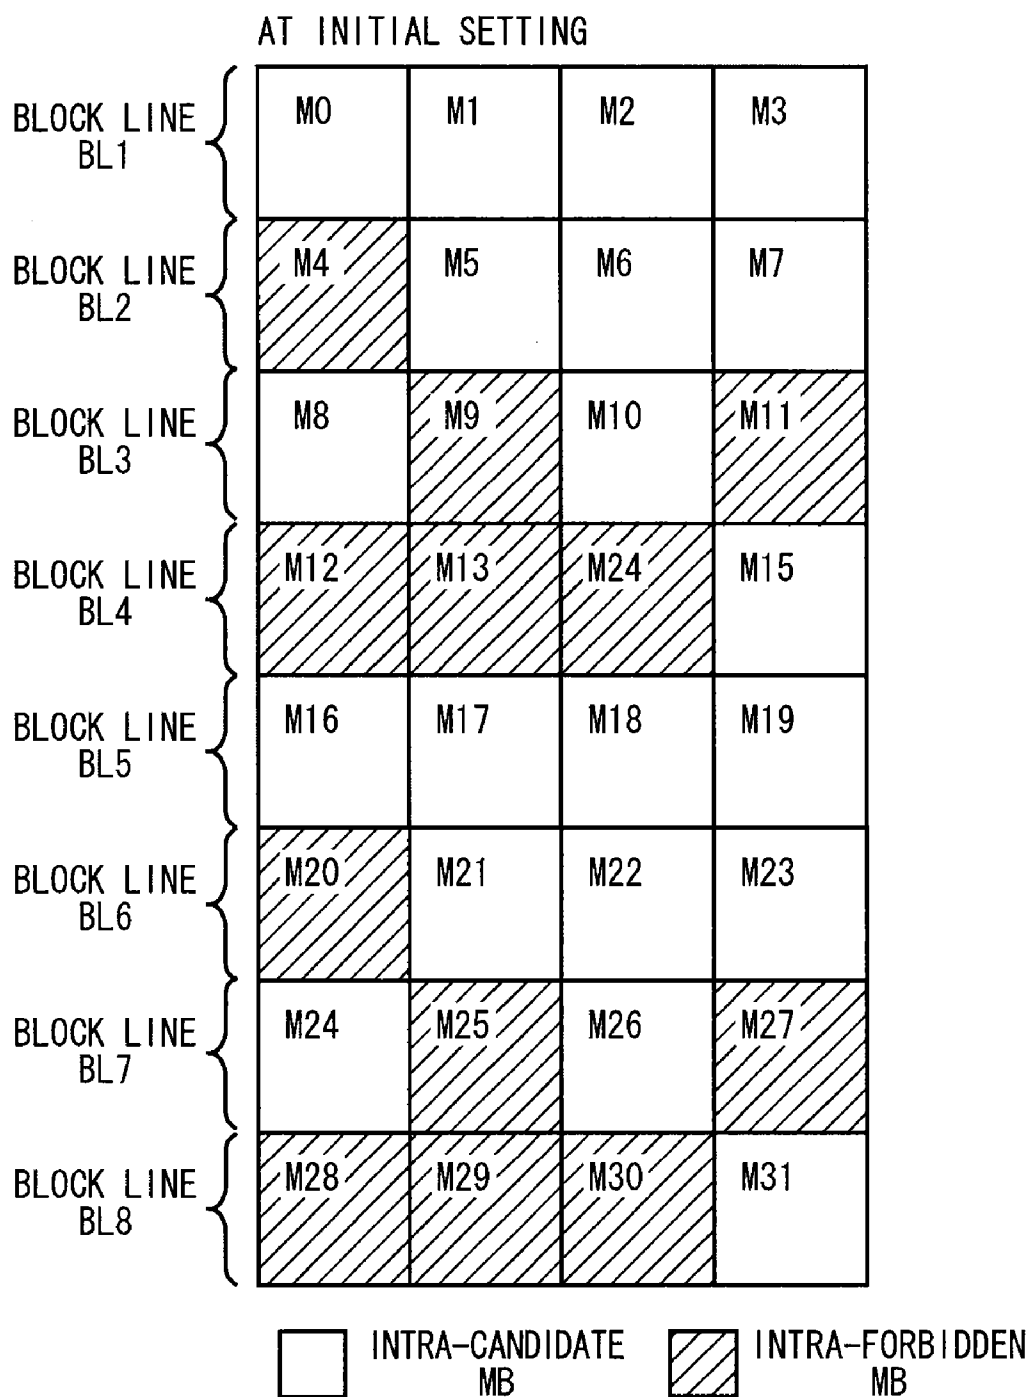 AT INITIAL SETTING
BLOCK LINE
BL1
M0 M1 M2 M3
BLOCK LINE
BL2
M4 M5 M6 M7
BLOCK LINE
BL3
M8 M9 M10 M11
BLOCK LINE
BL4
M12 M13 M24 M15
BLOCK LINE
BL5
M16 M17 M18 M19
BLOCK LINE
BL6
M20 M21 M22 M23
BLOCK LINE
BL7
M24 M25 M26 M27
BLOCK LINE
BL8
M28 M29 M30 M31
INTRA-CANDIDATE
MB
INTRA-FORBIDDEN
MB